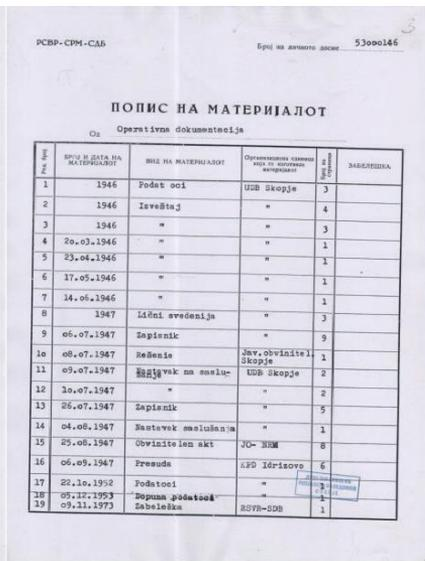 3
РСВР-СРМ-СДБ
Број на личното досие 53000146
ПОПИС НА МАТЕРИЈАЛОТ
Од Operativna dokumentacija
Ред. број БРОЈ И ДАТА НА МАТЕРИЈАЛОТ ВИД НА МАТЕРИЈАЛОТ Организациона единица која го изготвила материјалот Број на страници ЗАБЕЛЕШКА
1 1946 Podat oci UDB Skopje 3
2 1946 Izveštaj " 4
3 1946 " " 3
4 20.03.1946 " " 1
5 23.04.1946 " " 1
6 17.05.1946 " " 1
7 14.06.1946 " " 1
8 1947 Lični svedenija " 3
9 06.07.1947 Zapisnik " 9
10 08.07.1947 Rešenie Jav.obvinitel. Skopje 1
11 09.07.1947 Nastavak na saslu- UDB Skopje 2
12 10.07.1947 " " 2
13 26.07.1947 Zapisnik " 5
14 04.08.1947 Nastavek saslušanja " 1
15 25.08.1947 Obvinitelen akt JO- NRM 8
16 06.09.1947 Presuda KPD Idrizovo 6
17 22.10.1952 Podatoci " 1
18 05.12.1953 Dopuna podatoci " 1
19 09.11.1973 Zabeleška RSVR-SDB 1